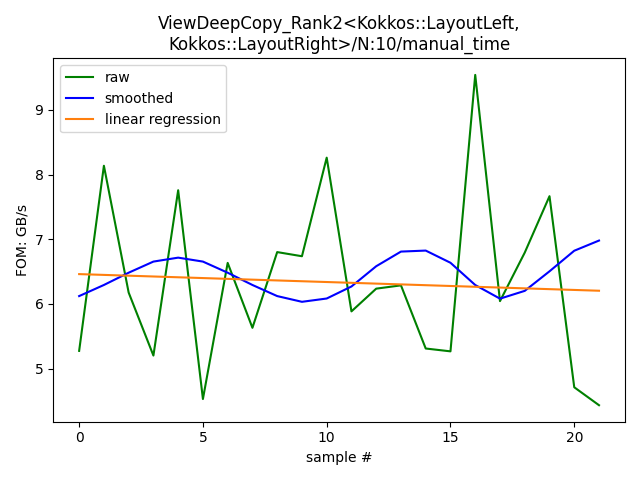 ViewDeepCopy_Rank2<Kokkos::LayoutLeft,
Kokkos::LayoutRight>/N:10/manual_time
raw
smoothed
linear regression
FOM: GB/s
9
8
7
6
5
0
5
10
15
20
sample #